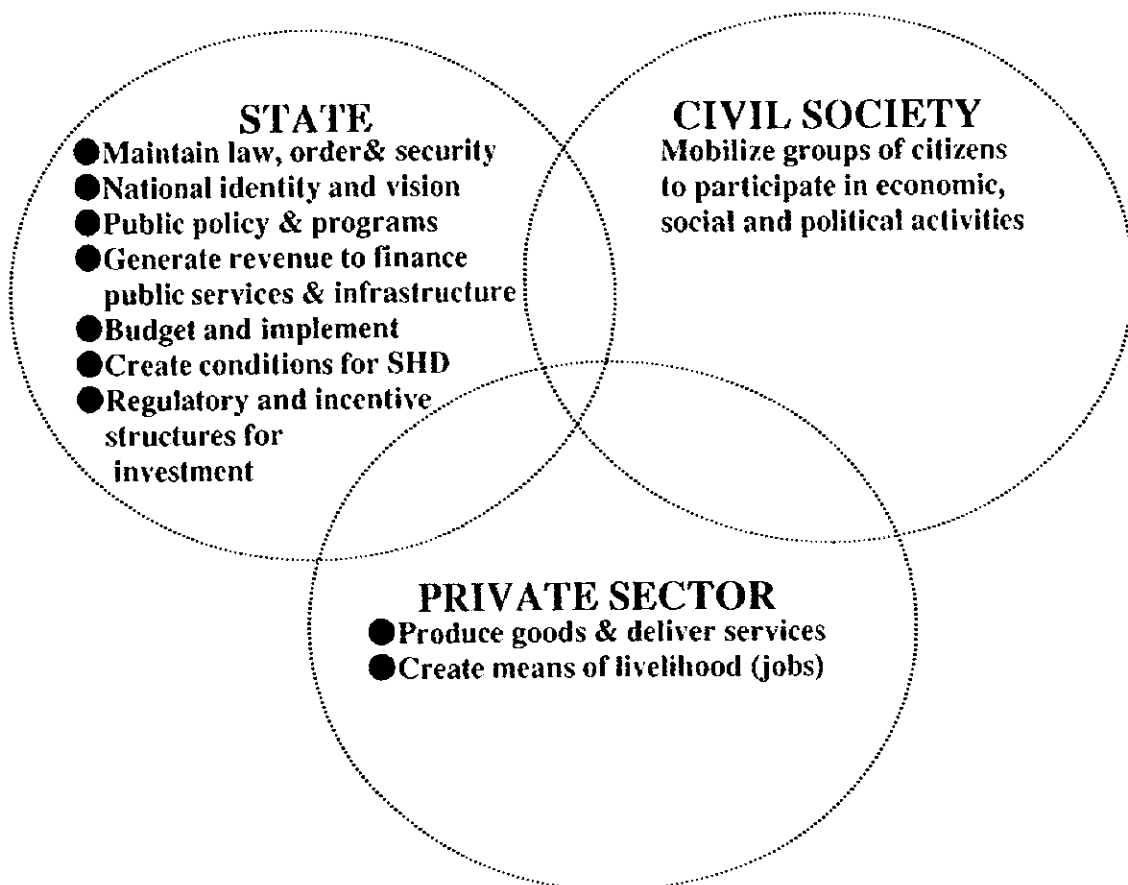 STATE
●Maintain law, order& security
●National identity and vision
●Public policy & programs
●Generate revenue to finance
public services & infrastructure
●Budget and implement
●Create conditions for SHD
●Regulatory and incentive
structures for
investment
CIVIL SOCIETY
Mobilize groups of citizens
to participate in economic,
social and political activities
PRIVATE SECTOR
●Produce goods & deliver services
●Create means of livelihood (jobs)